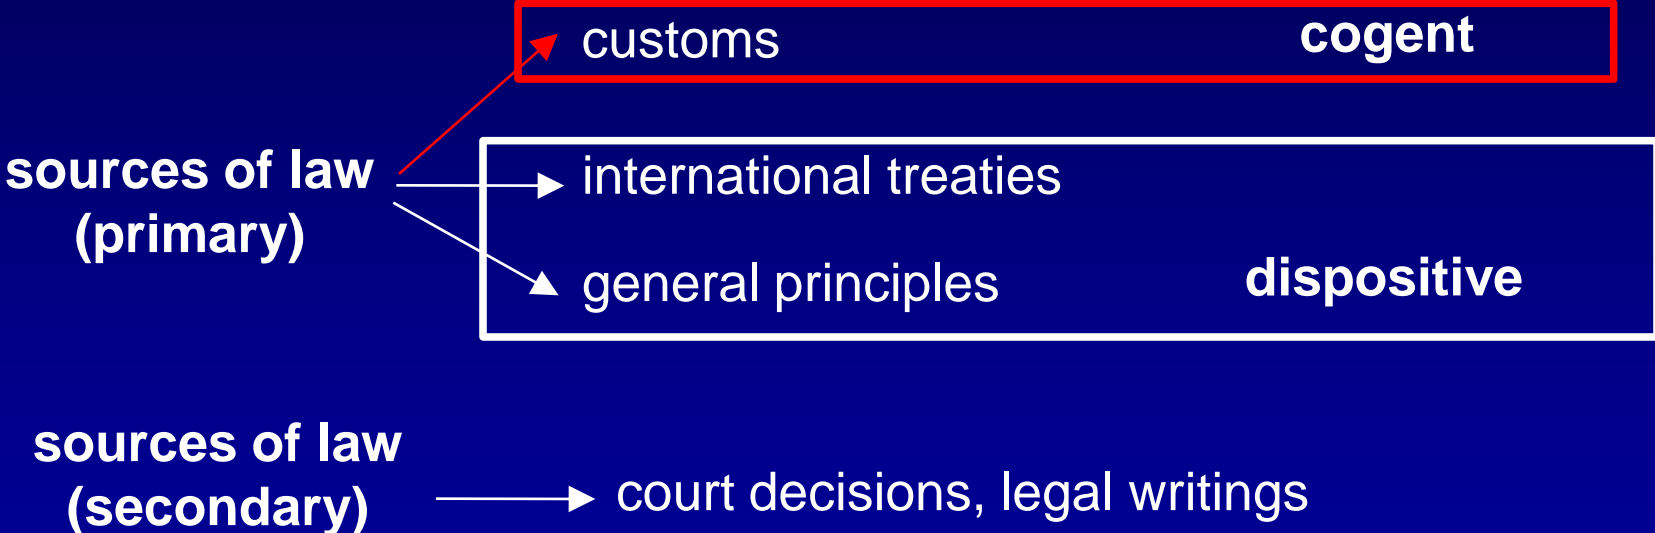 customs cogent
sources of law
(primary)
international treaties
general principles dispositive
sources of law
(secondary)
court decisions, legal writings